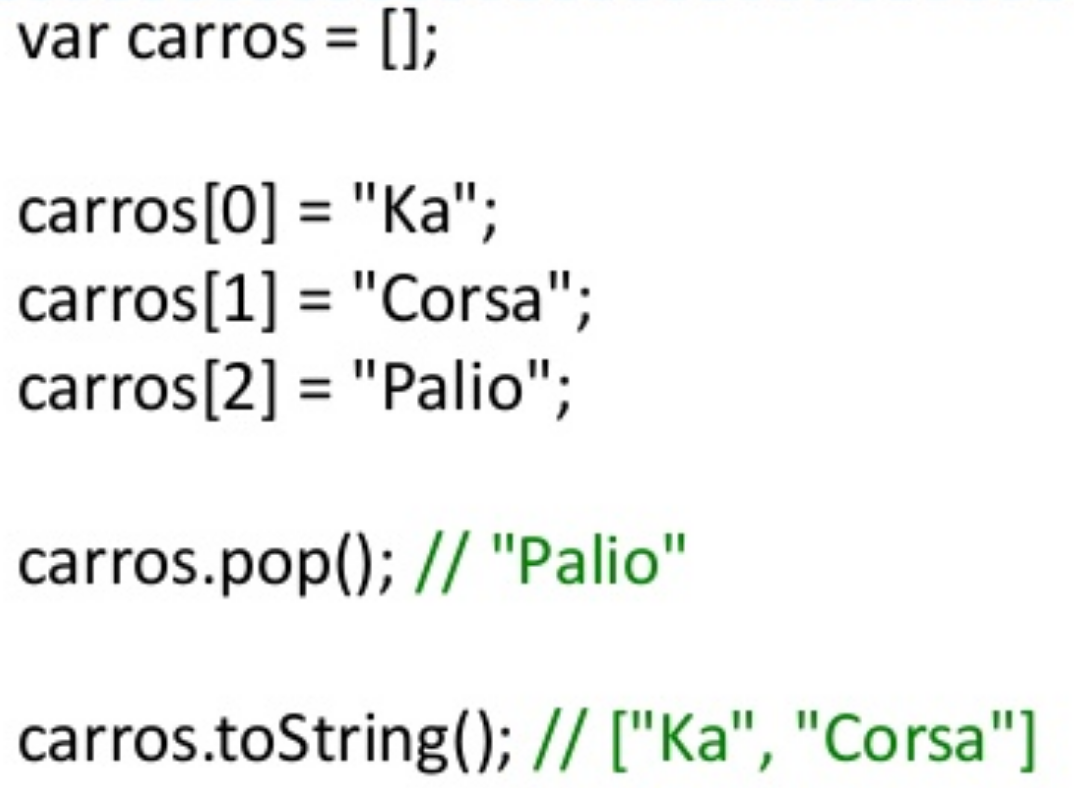 var carros = [];
carros[0] = "Ka";
carros[1] = "Corsa";
carros[2] = "Palio";
carros.pop(); // "Palio"
carros.toString(); // ["Ka", "Corsa"]